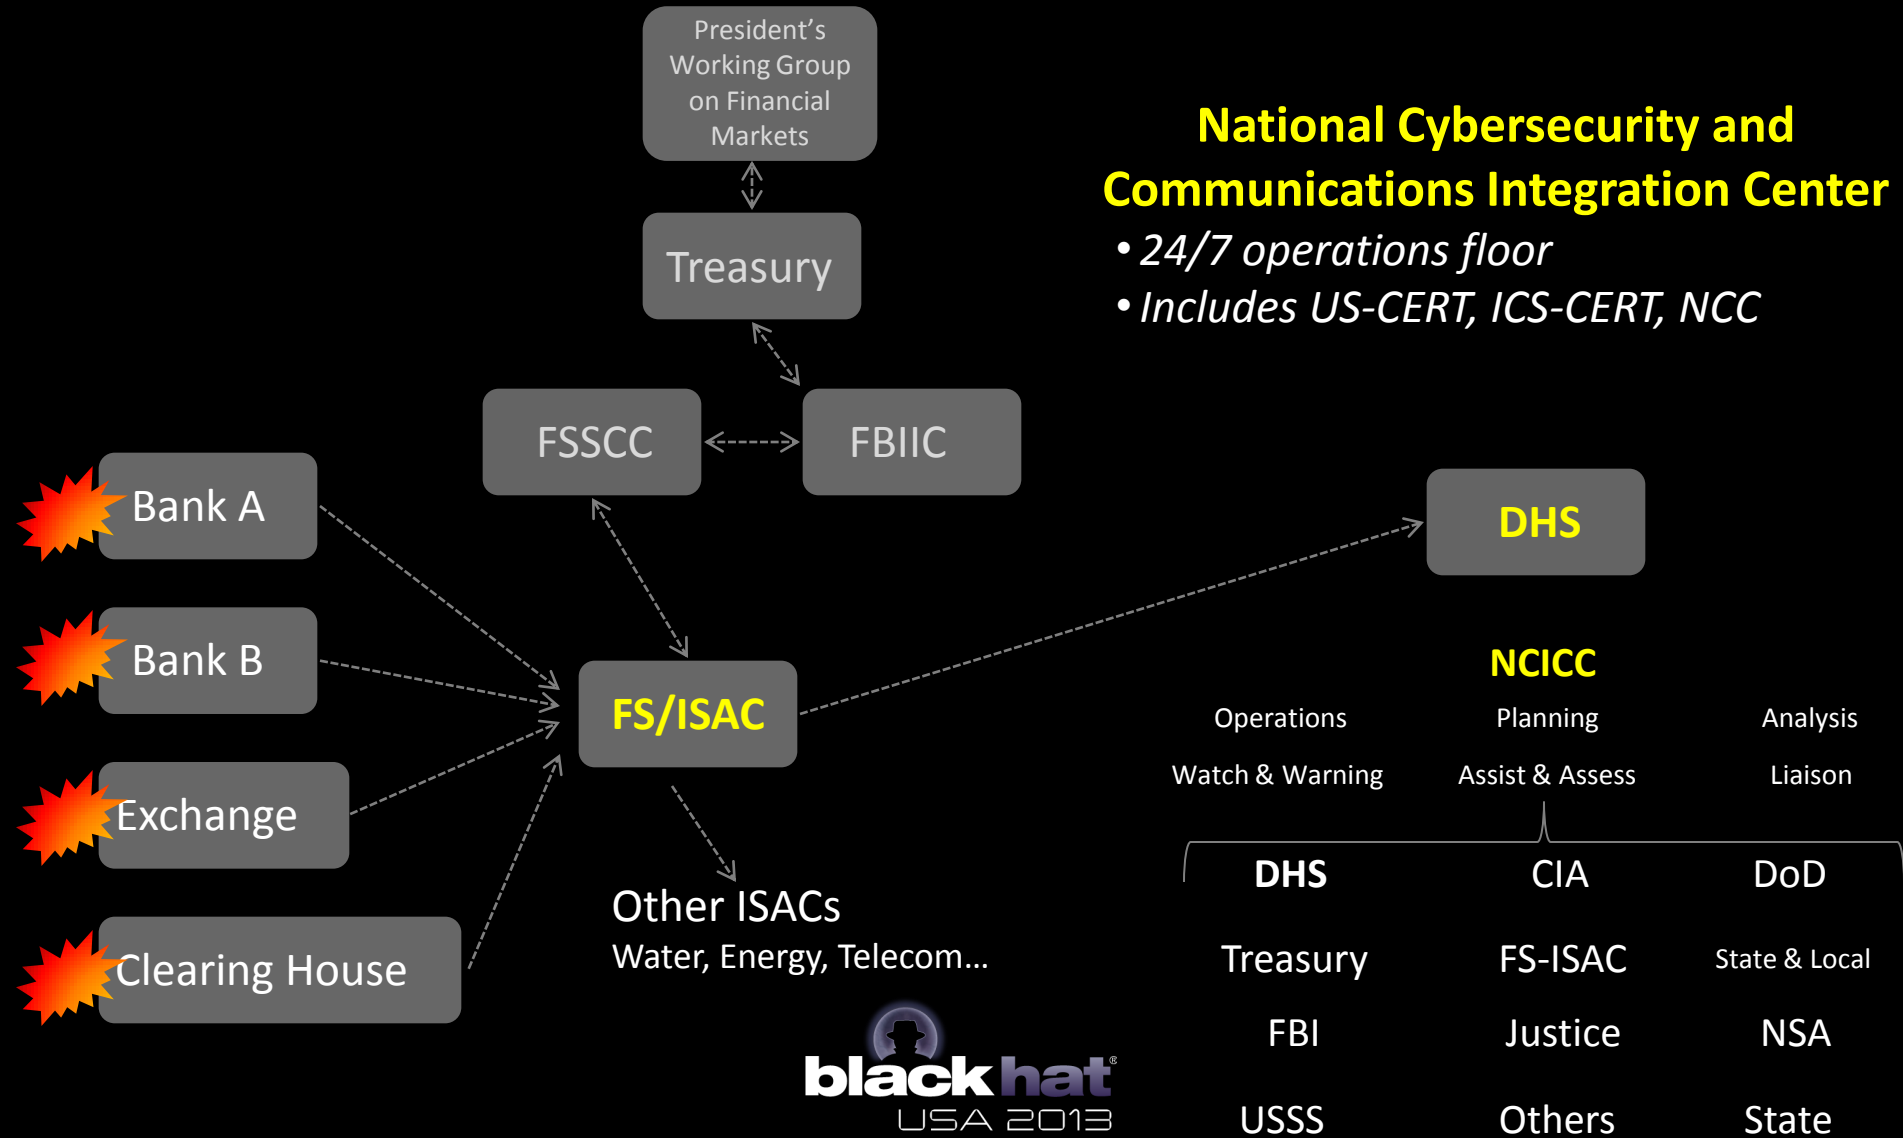 President's
Working Group
on Financial
Markets
National Cybersecurity and
Communications Integration Center
• 24/7 operations floor
• Includes US-CERT, ICS-CERT, NCC
Treasury
FSSCC
FBIIC
Bank A
Bank B
Exchange
Clearing House
FS/ISAC
DHS
Other ISACs
Water, Energy, Telecom...
NCICC
Operations Planning Analysis
Watch & Warning Assist & Assess Liaison
DHS CIA DoD
Treasury FS-ISAC State & Local
FBI Justice NSA
USSS Others State
blackhat®
USA 2013